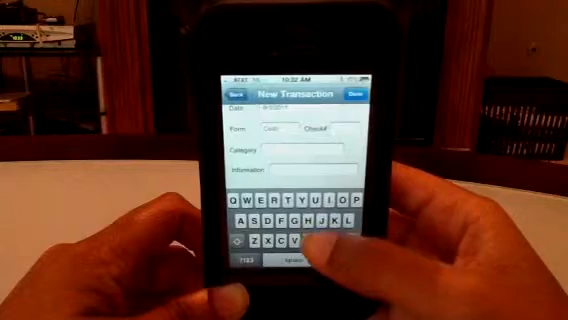 AT&T 10:32 AM
Back New Transaction Done
Date
Form Cash Check#
Category
Information
Q W E R T Y U I O P
A S D F G H J K L
Z X C V
?123 space